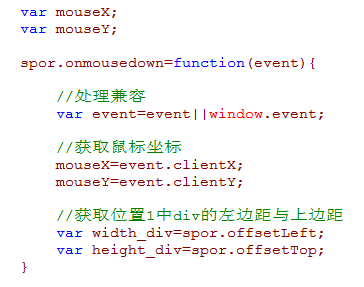 var mouseX;
var mouseY;
spor.onmousedown=function(event){
//处理兼容
var event=event||window.event;
//获取鼠标坐标
mouseX=event.clientX;
mouseY=event.clientY;
//获取位置1中div的左边距与上边距
var width_div=spor.offsetLeft;
var height_div=spor.offsetTop;
}